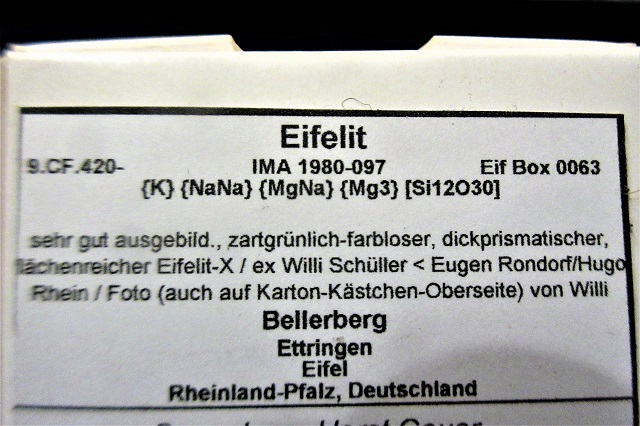 Eifelit
9.CF.420- IMA 1980-097 Eif Box 0063
{K} {NaNa} {MgNa} {Mg3} [Si12O30]
sehr gut ausgebild., zartgrünlich-farbloser, dickprismatischer,
flächenreicher Eifelit-X / ex Willi Schüller < Eugen Rondorf/Hugo
Rhein / Foto (auch auf Karton-Kästchen-Oberseite) von Willi
Bellerberg
Ettringen
Eifel
Rheinland-Pfalz, Deutschland